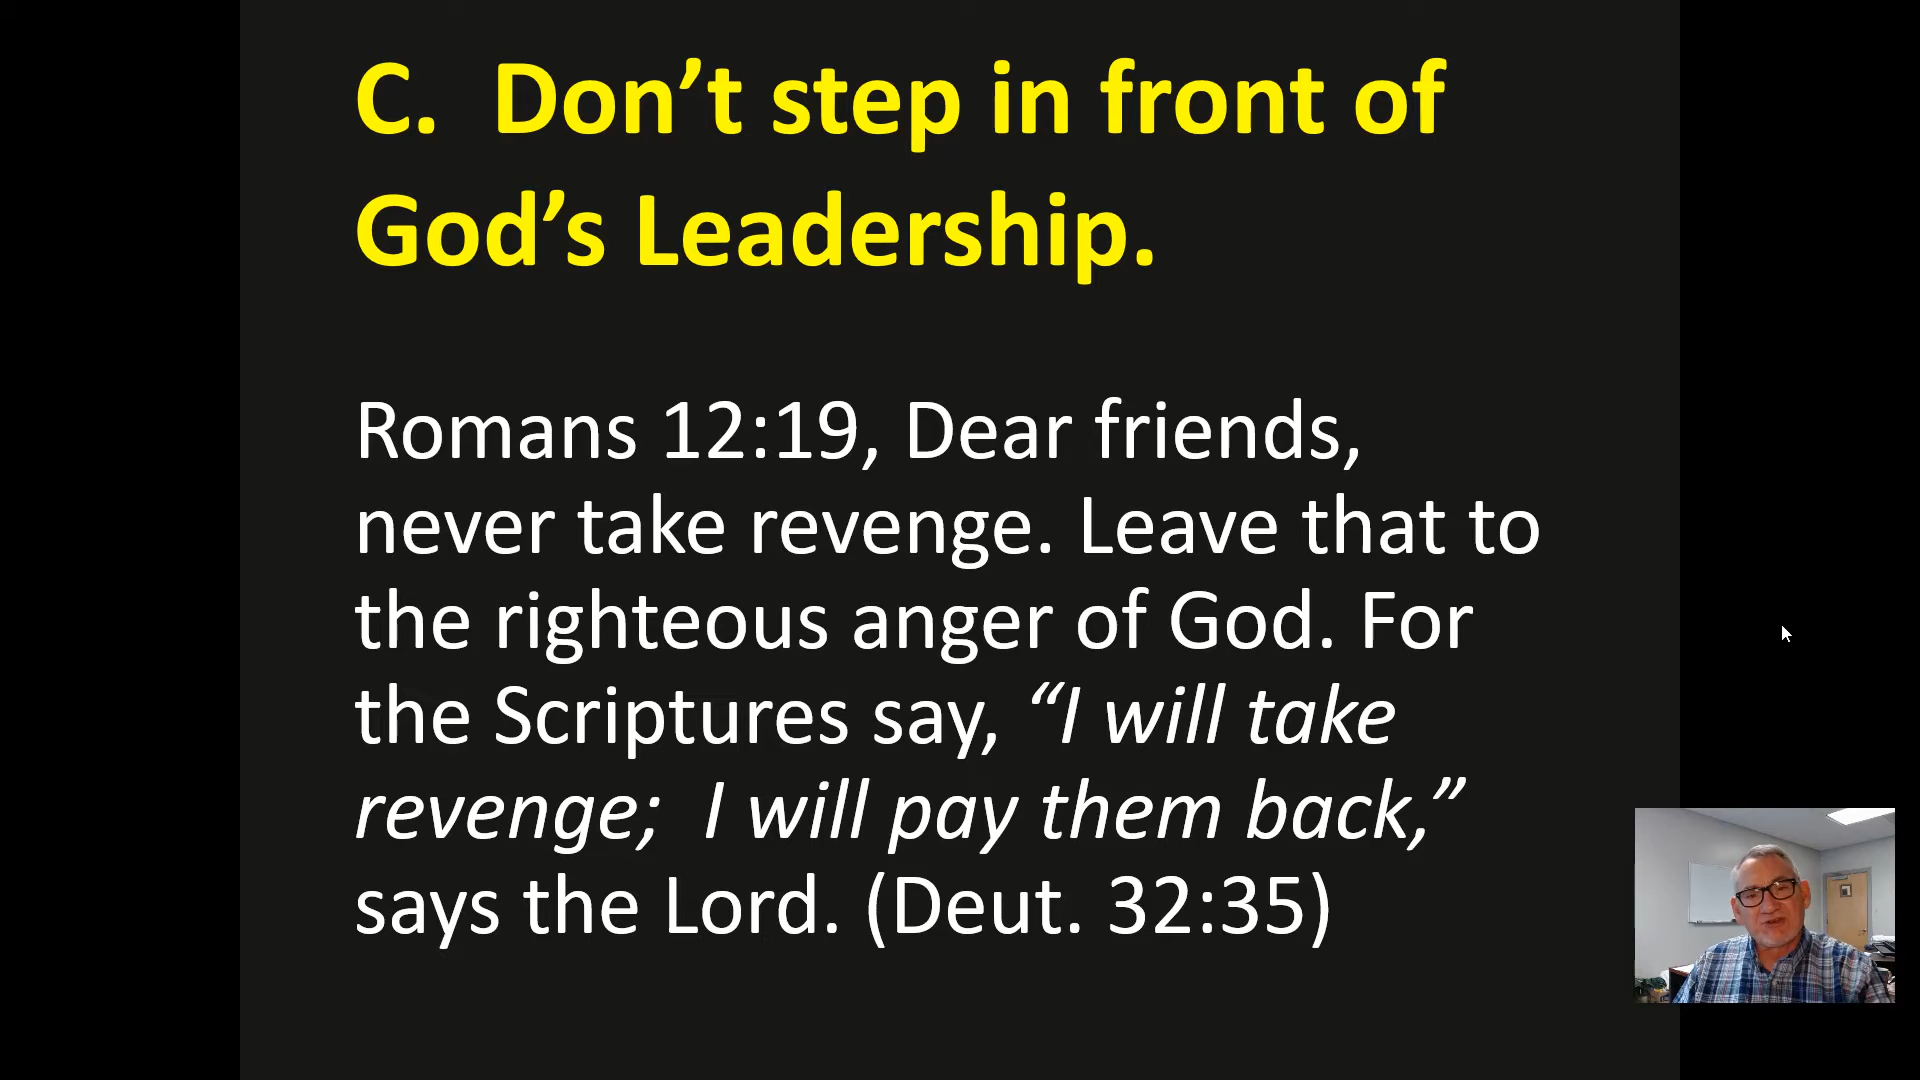 C.  Don’t step in front of
God’s Leadership.
Romans 12:19, Dear friends,
never take revenge. Leave that to
the righteous anger of God. For
the Scriptures say, “I will take
revenge;  I will pay them back,”
says the Lord. (Deut. 32:35)